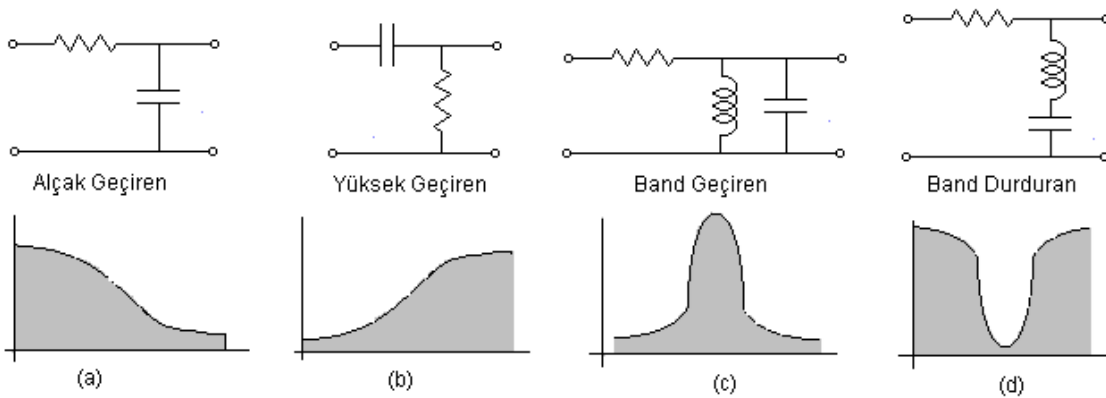 Alçak Geçiren
Yüksek Geçiren
Band Geçiren
Band Durduran
(a)
(b)
(c)
(d)